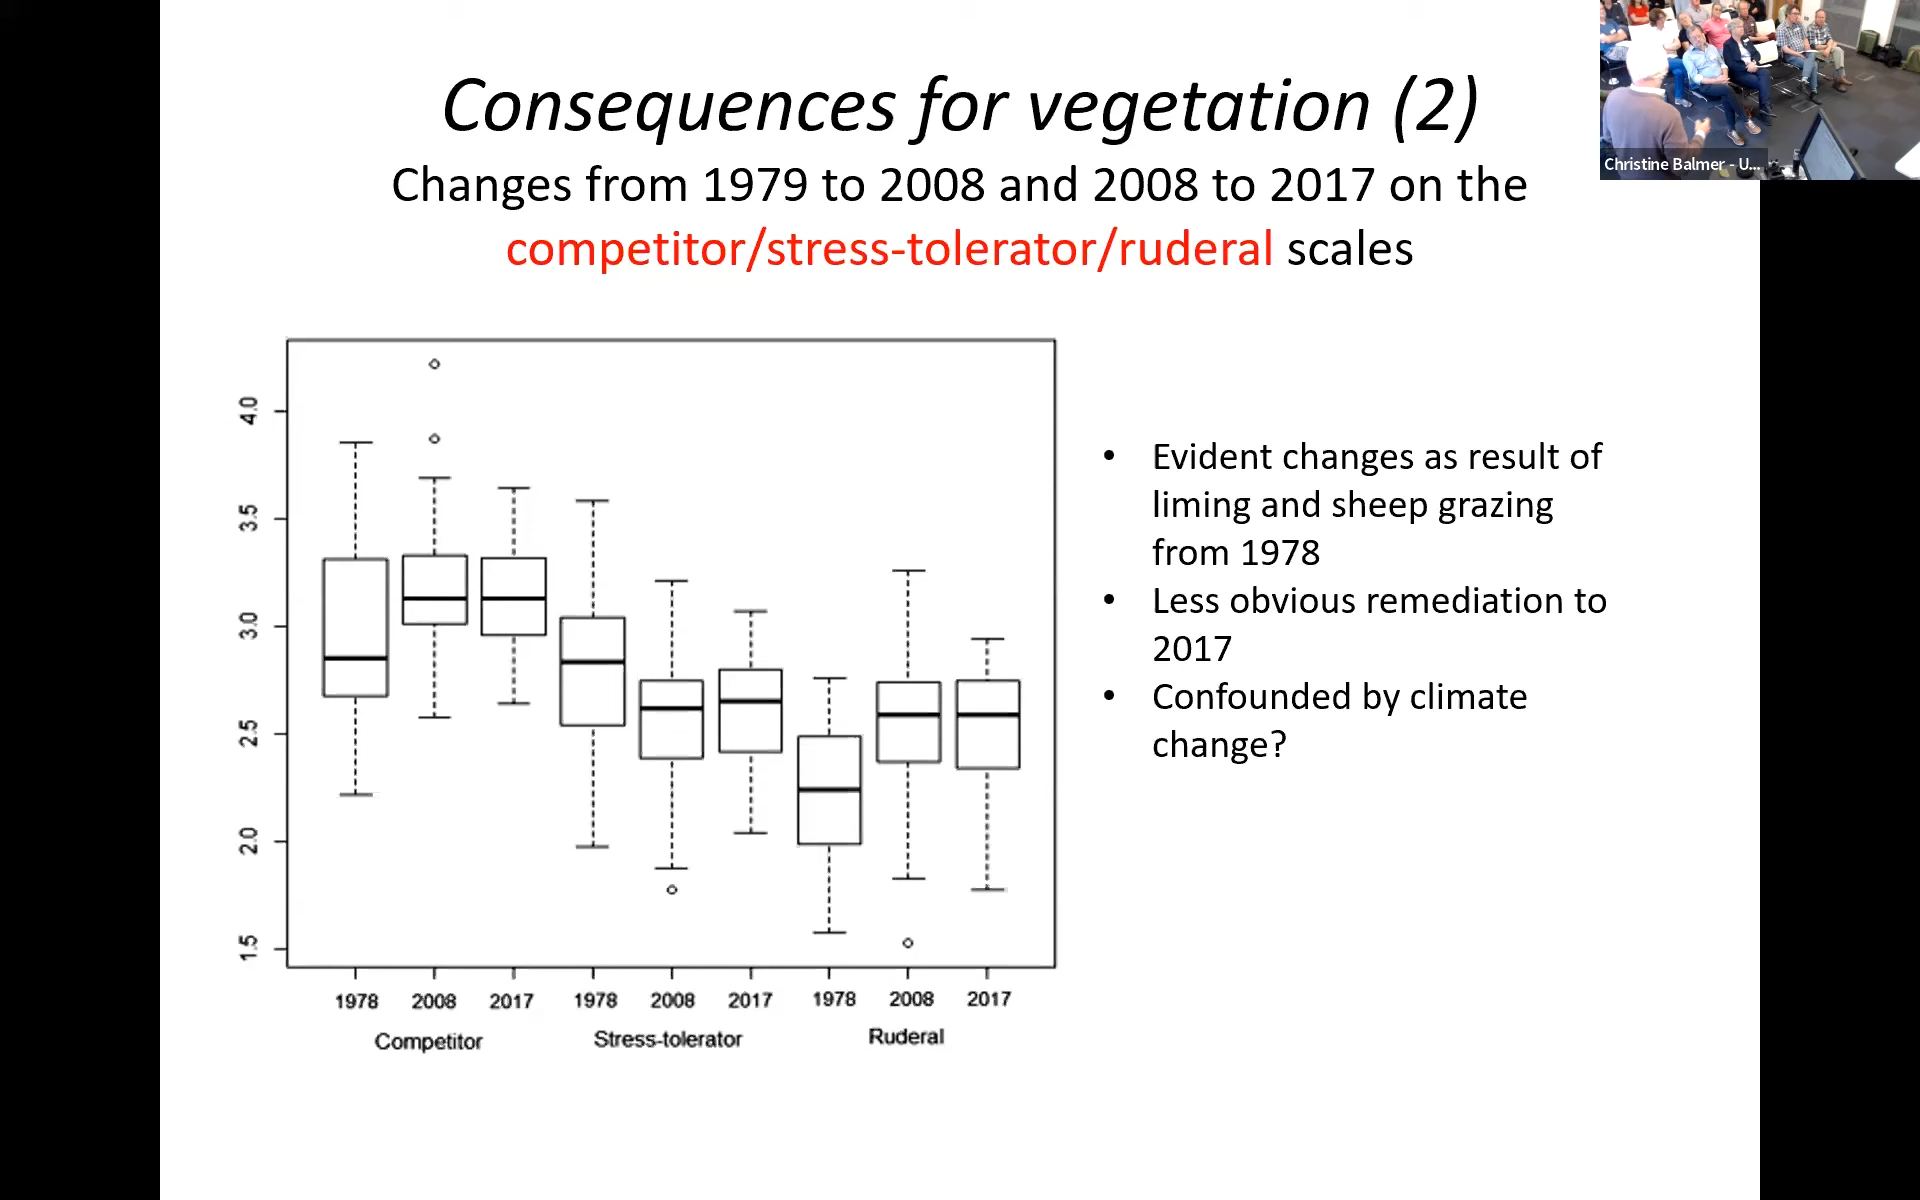 Consequences for vegetation (2)
Changes from 1979 to 2008 and 2008 to 2017 on the
competitor/stress-tolerator/ruderal scales
Christine Balmer - U...
4.0
3.5
3.0
2.5
2.0
1.5
1978 2008 2017 1978 2008 2017 1978 2008 2017
Competitor Stress-tolerator Ruderal
• Evident changes as result of
liming and sheep grazing
from 1978
• Less obvious remediation to
2017
• Confounded by climate
change?